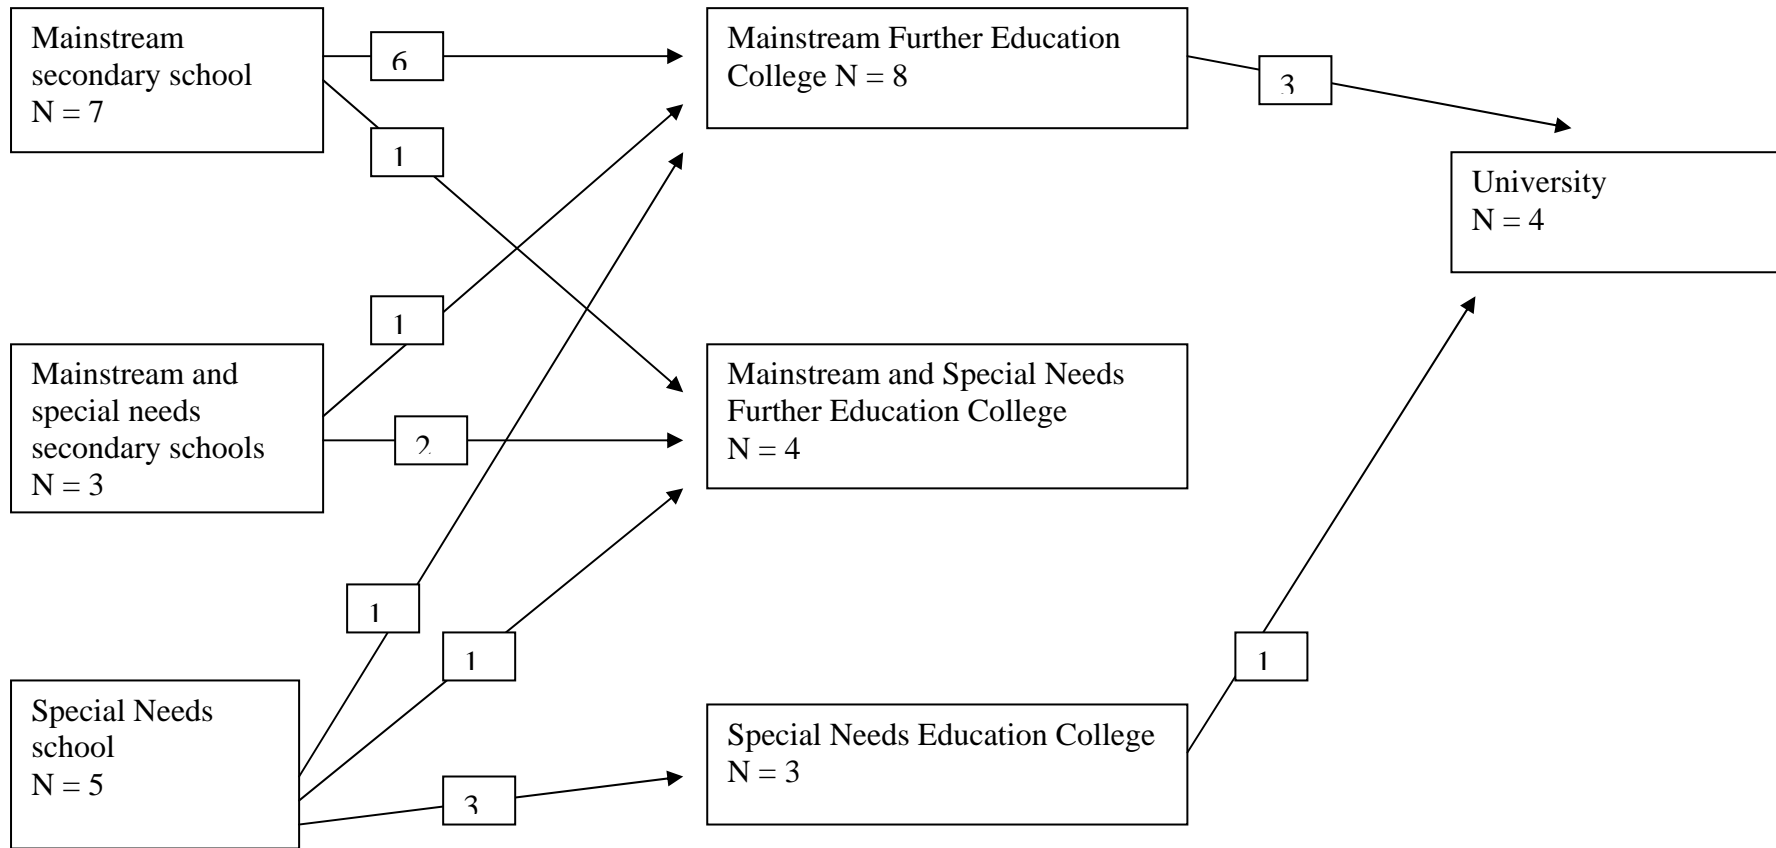 Mainstream
secondary school
N = 7
6
1
Mainstream Further Education
College N = 8
3
University
N = 4
1
Mainstream and
special needs
secondary schools
N = 3
2
Mainstream and Special Needs
Further Education College
N = 4
1
1
Special Needs
school
N = 5
3
Special Needs Education College
N = 3
1